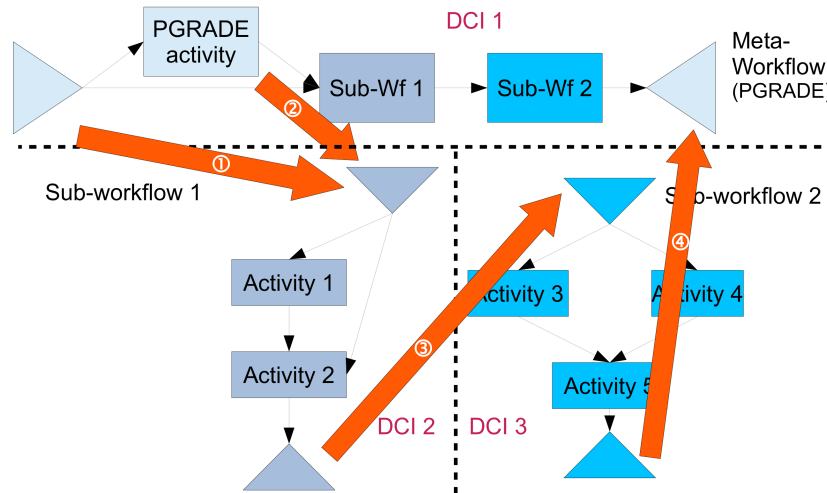 DCI 1
PGRADE
activity
Meta-
Workflow
(PGRADE)
Sub-Wf 1
Sub-Wf 2
②
①
Sub-workflow 1
Sub-workflow 2
④
Activity 1
Activity 3
Activity 4
③
Activity 2
Activity 5
DCI 2
DCI 3